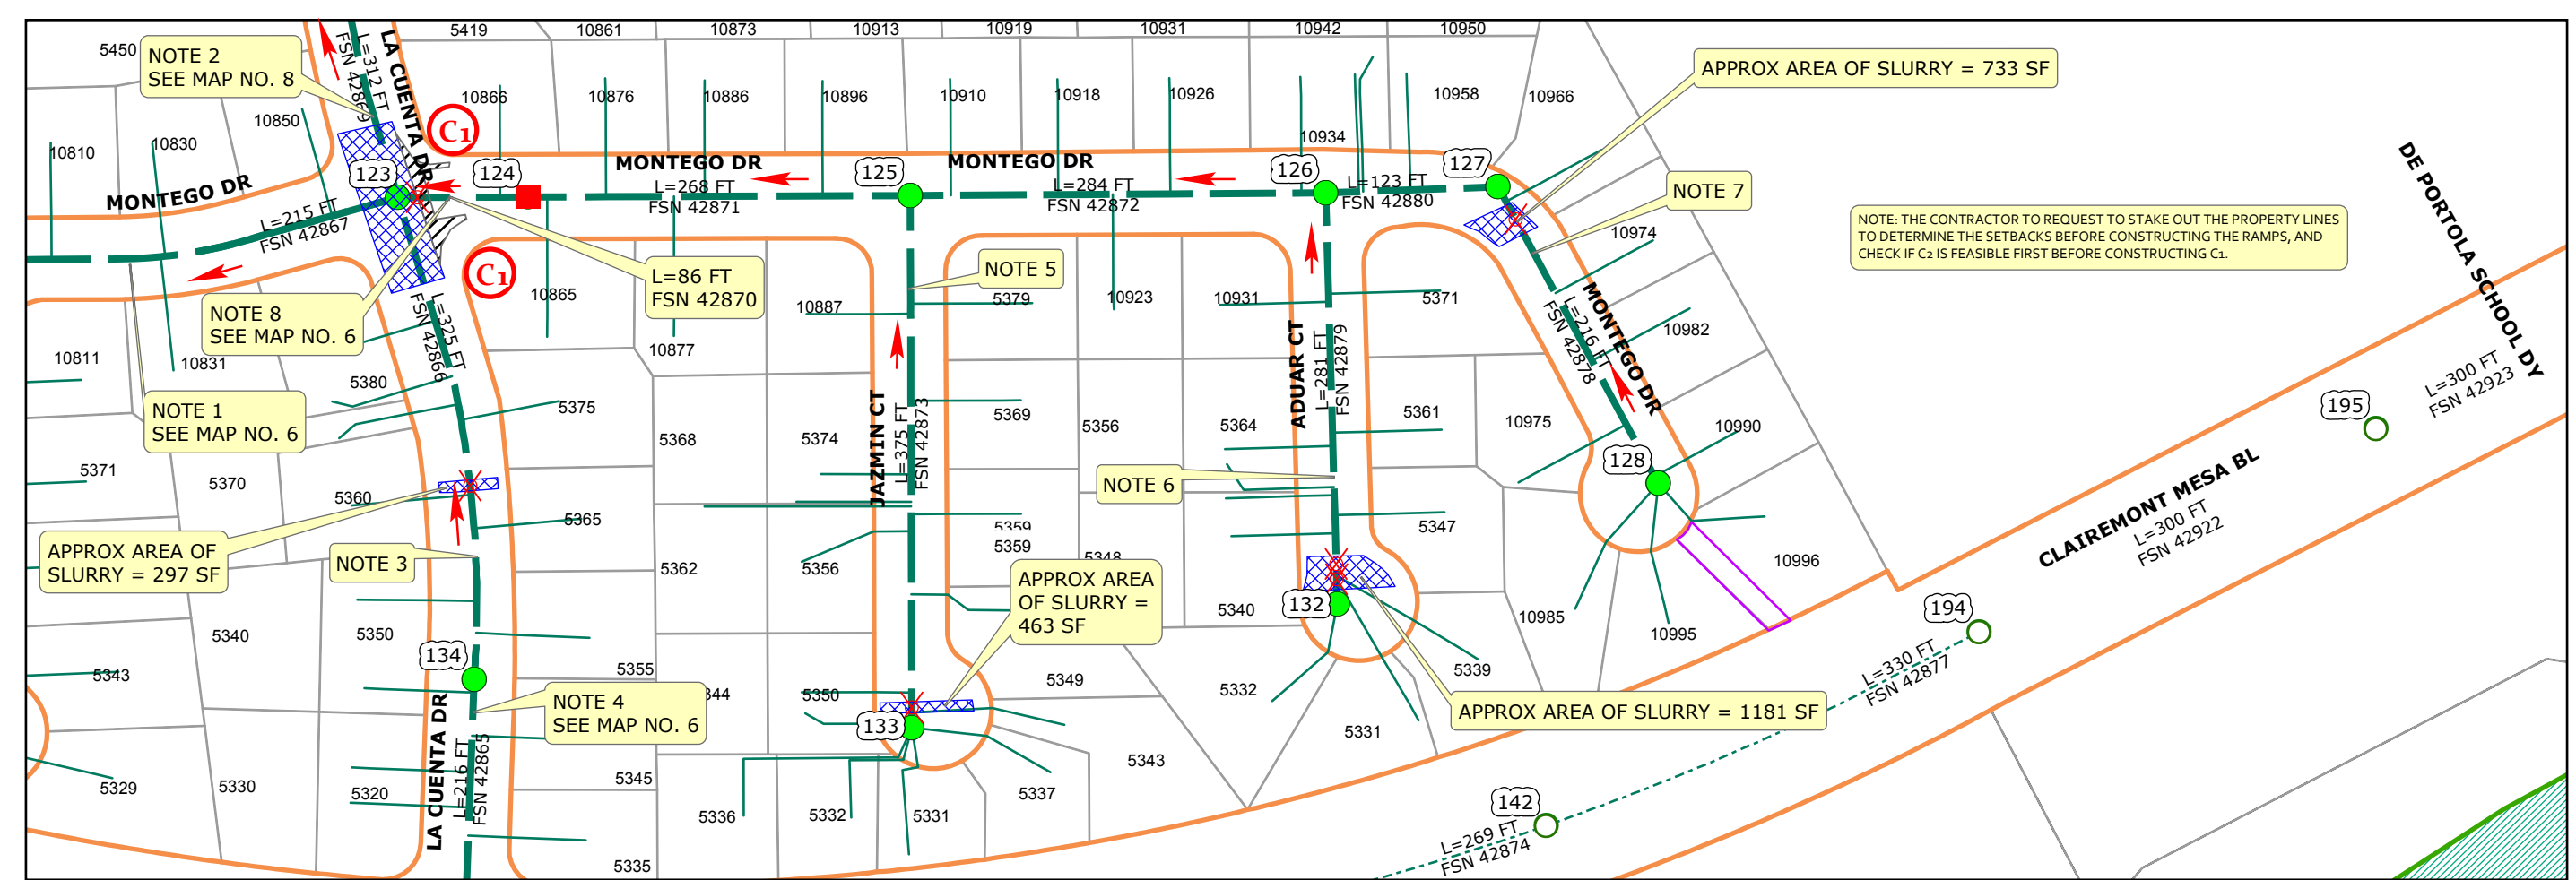 5419
10861
10873
10913
10919
10931
10942
10950
5450
NOTE 2
SEE MAP NO. 8
L=312 FT
FSN 42869
LA CUENTA DR
APPROX AREA OF SLURRY = 733 SF
10866
10876
10886
10896
10910
10918
10926
10934
10958
10966
10850
10830
10810
C1
MONTEGO DR
123
124
MONTEGO DR
L=268 FT
FSN 42871
125
MONTEGO DR
L=284 FT
FSN 42872
126
L=123 FT
FSN 42880
127
NOTE 7
NOTE: THE CONTRACTOR TO REQUEST TO STAKE OUT THE PROPERTY LINES
TO DETERMINE THE SETBACKS BEFORE CONSTRUCTING THE RAMPS, AND
CHECK IF C2 IS FEASIBLE FIRST BEFORE CONSTRUCTING C1.
DE PORTOLA SCHOOL DY
L=215 FT
FSN 42867
C1
L=86 FT
FSN 42870
NOTE 5
10974
10865
10887
5379
10923
10931
5371
NOTE 8
SEE MAP NO. 6
L=325 FT
FSN 42866
10877
10811
10831
5380
NOTE 1
SEE MAP NO. 6
5375
5368
5374
JAZMIN CT
L=375 FT
FSN 42873
5369
5356
5364
ADUAR CT
L=281 FT
FSN 42879
5361
10975
L=216 FT
FSN 42878
MONTEGO DR
10982
10990
128
195
L=300 FT
FSN 42923
CLAIREMONT MESA BL
L=300 FT
FSN 42922
5371
5370
5360
5365
NOTE 6
5359
5359
5348
5347
10996
APPROX AREA OF
SLURRY = 297 SF
NOTE 3
5362
5356
APPROX AREA
OF SLURRY =
463 SF
132
5340
10985
10995
194
L=330 FT
FSN 42877
5340
5350
134
5355
5343
344
5350
5349
5332
5339
NOTE 4
SEE MAP NO. 6
133
APPROX AREA OF SLURRY = 1181 SF
5331
5343
LA CUENTA DR
L=216 FT
FSN 42865
5329
5330
5320
5345
5336
5332
5331
5337
142
L=269 FT
FSN 42874
5335